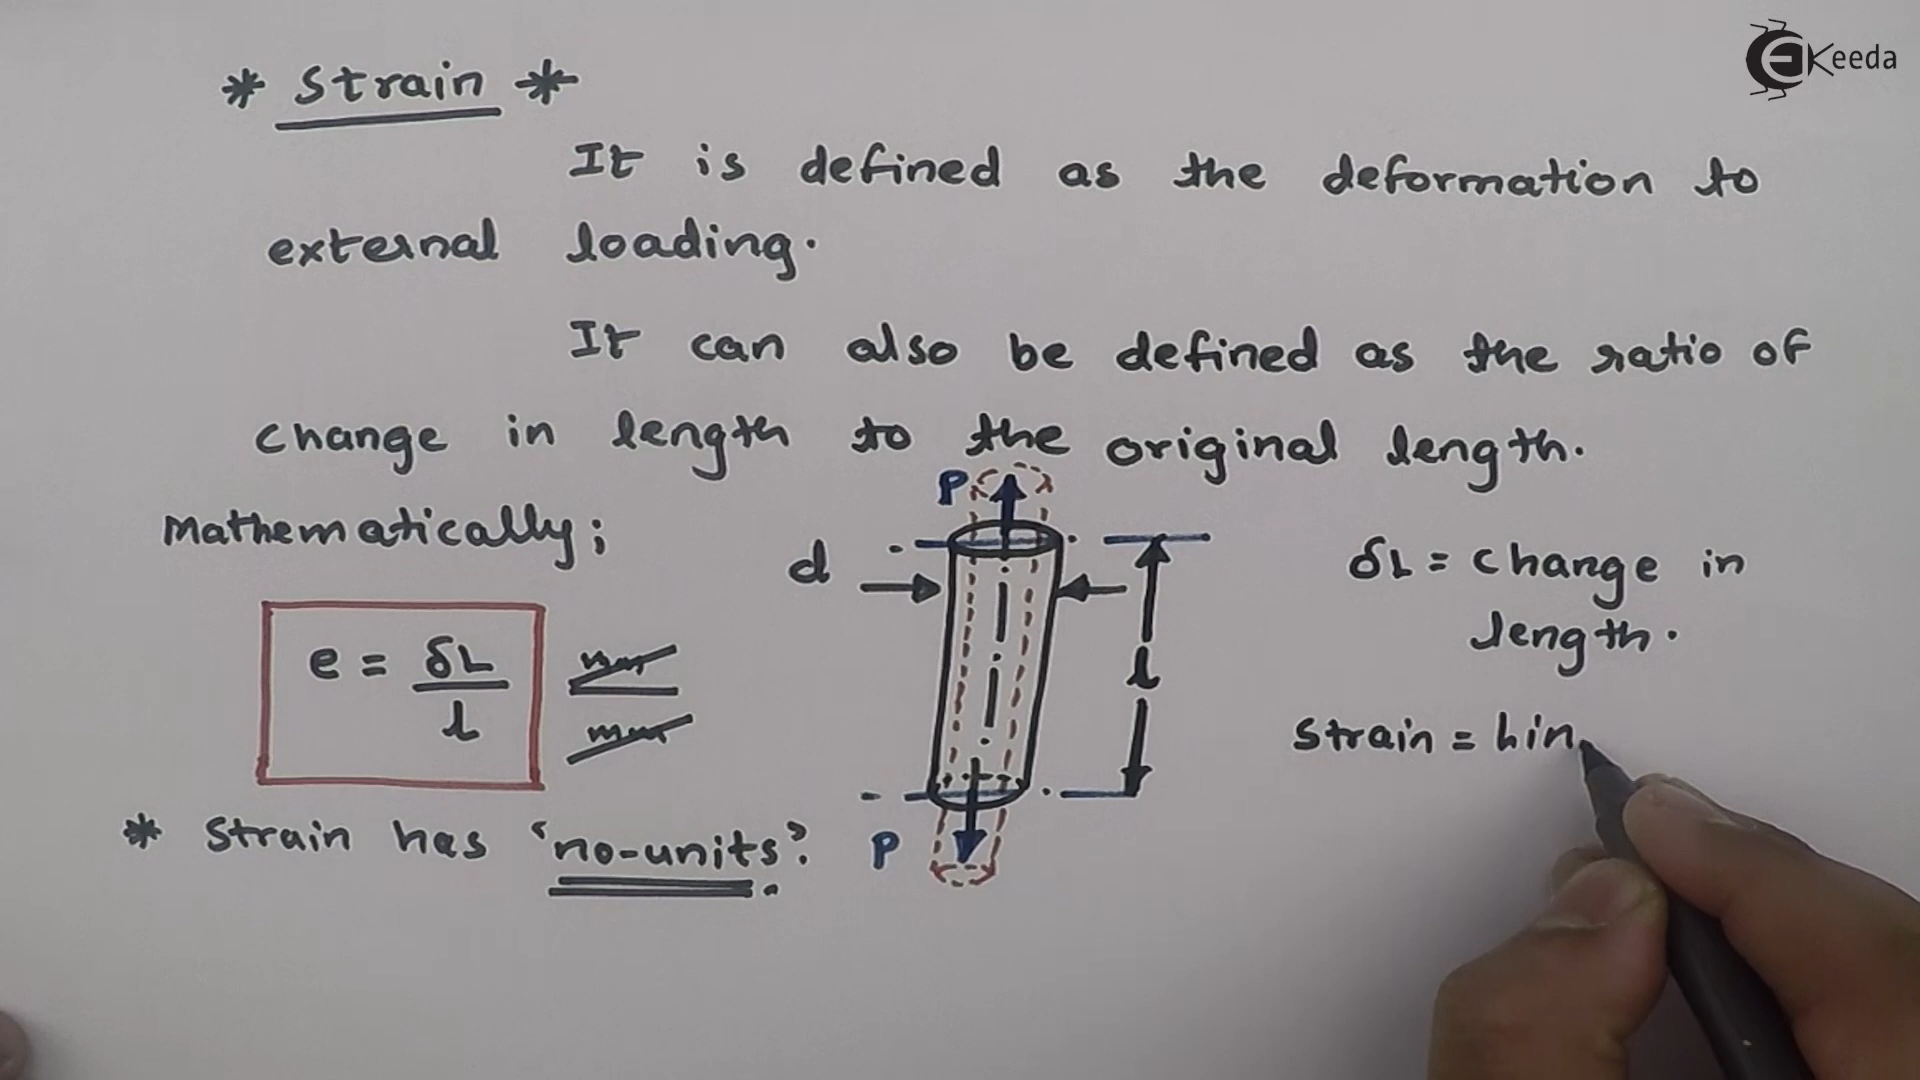 EKeeda
* Strain *
It is defined as the deformation to
external loading.
It can also be defined as the ratio of
change in length to the original length.
Mathematically;
P
d
l
P
e = δL / l
mm
mm
δL = change in
length.
Strain = Lin
* Strain has "no-units".